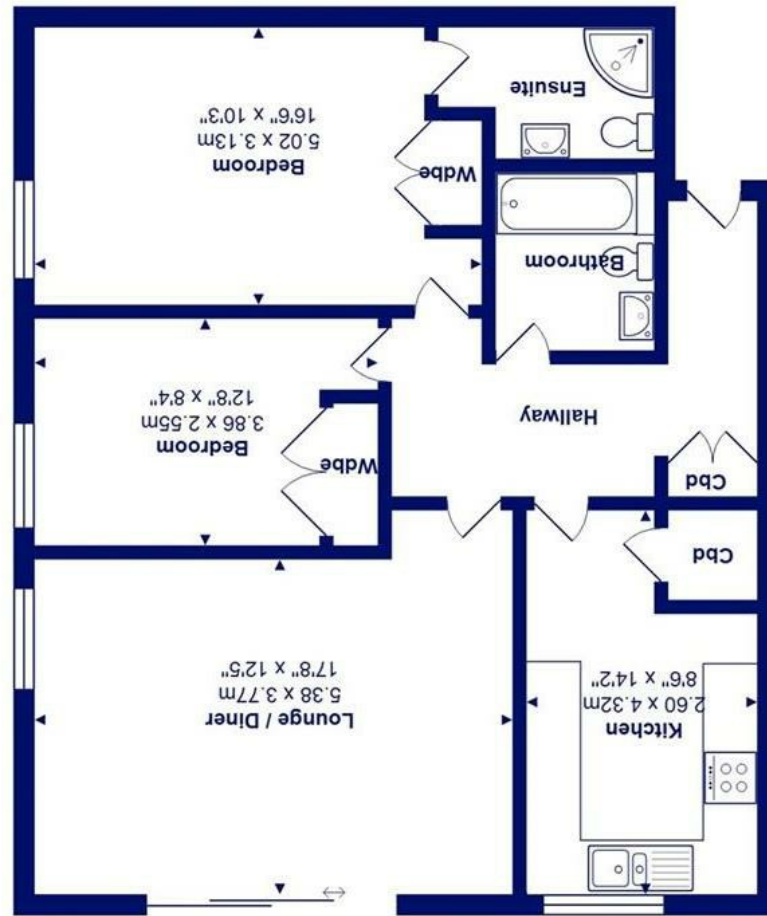 Kitchen
2.60 x 4.32m
8'6" x 14'2"
Lounge / Diner
5.38 x 3.77m
17'8" x 12'5"
Cbd
Cbd
Hallway
Wdbe
Bedroom
3.86 x 2.55m
12'8" x 8'4"
Bathroom
Wdbe
Bedroom
5.02 x 3.13m
16'6" x 10'3"
Ensuite